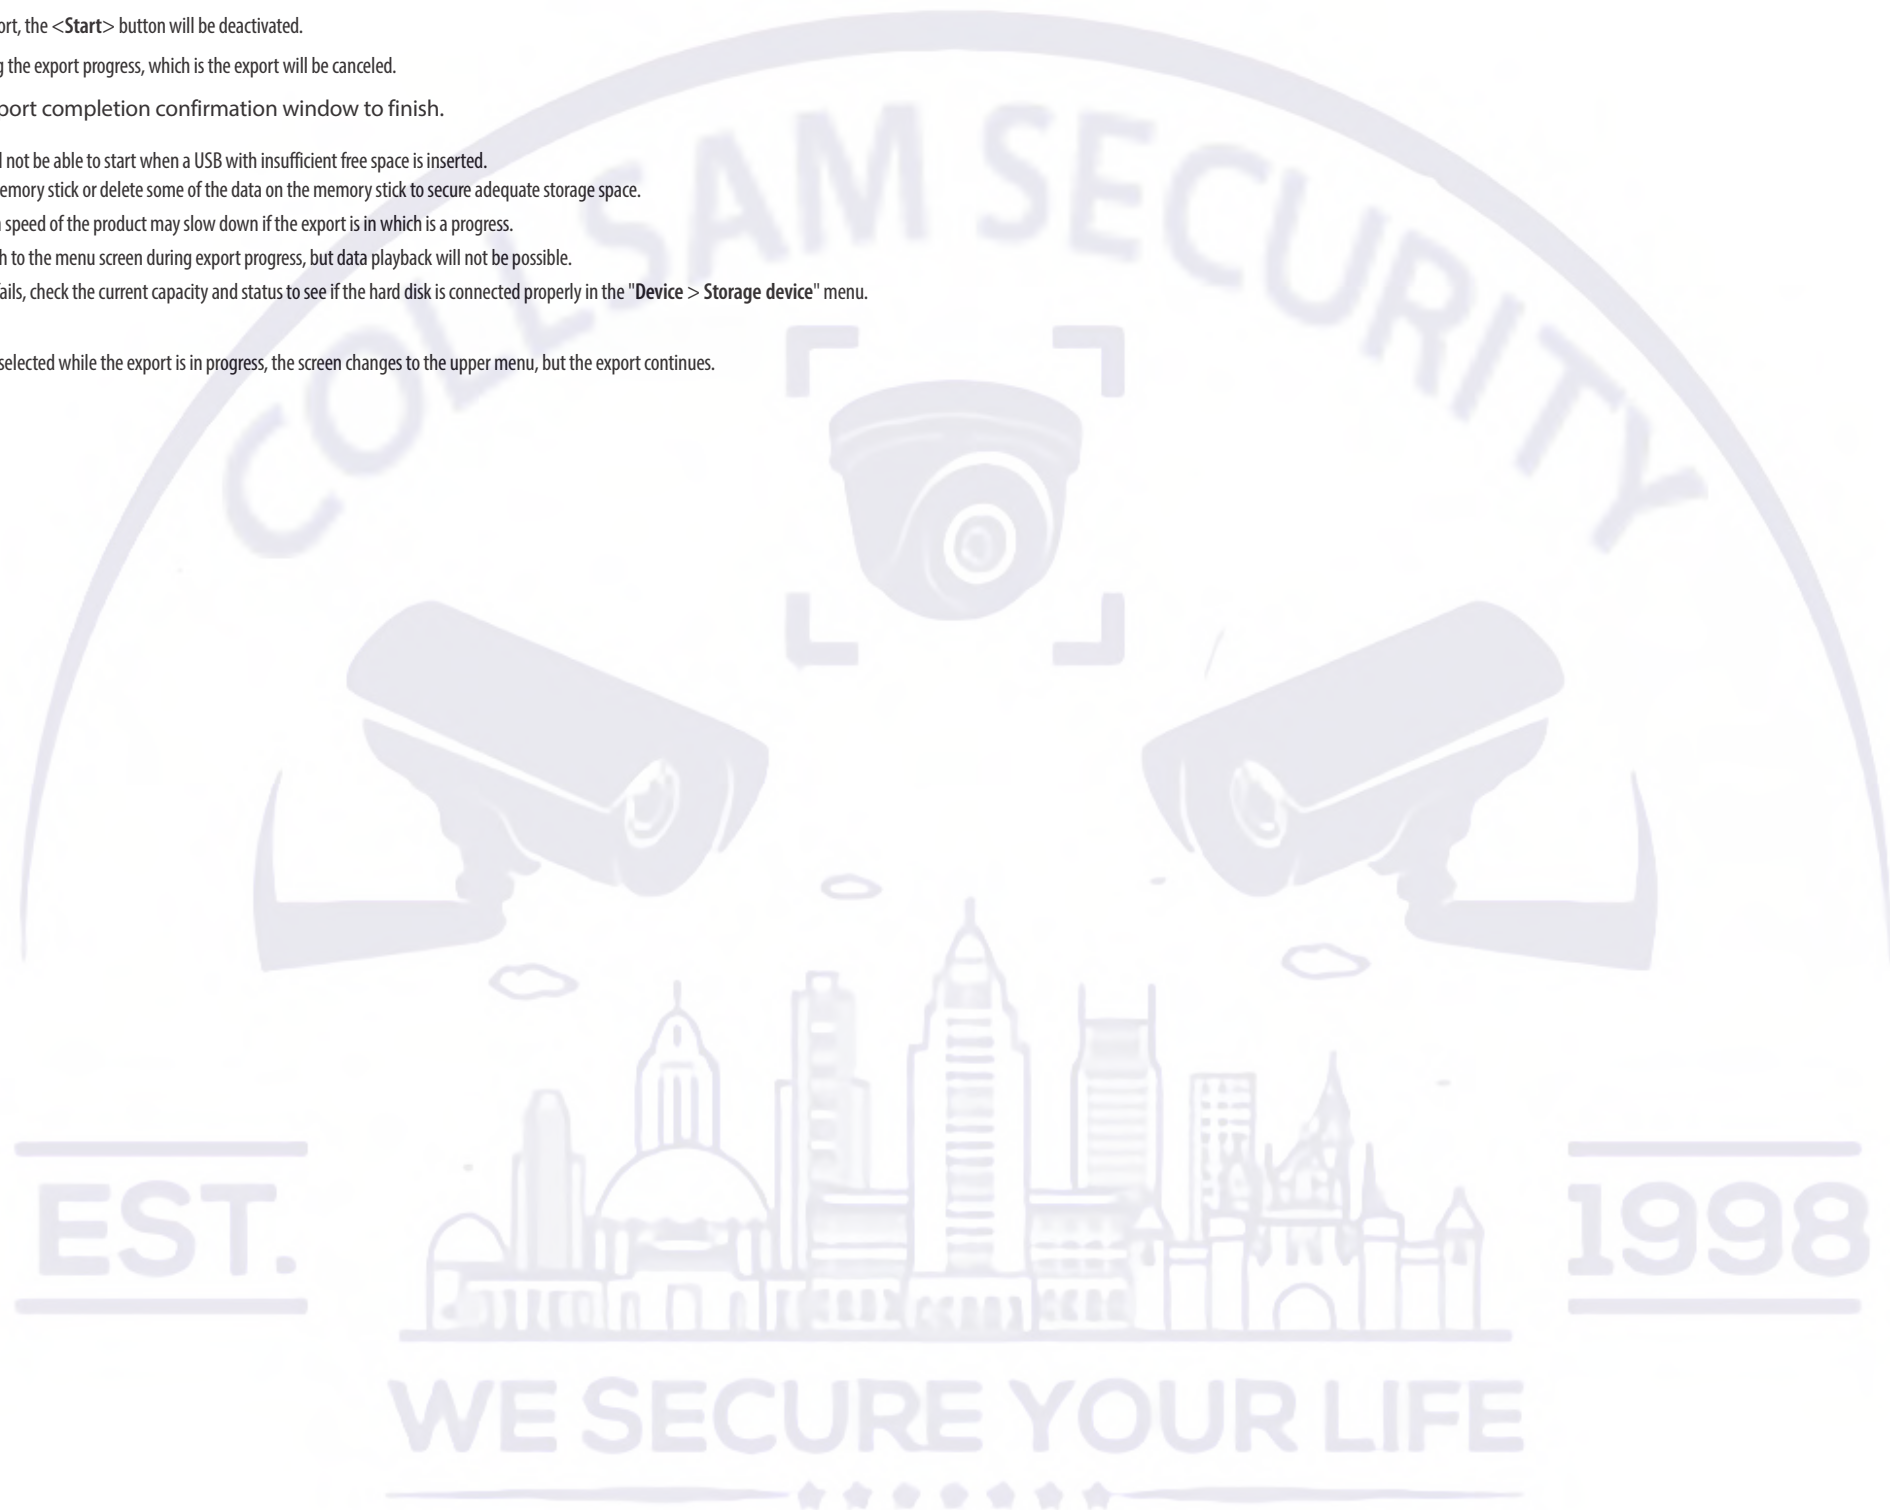 ort, the <Start> button will be deactivated.
g the export progress, which is the export will be canceled.
port completion confirmation window to finish.
l not be able to start when a USB with insufficient free space is inserted.
emory stick or delete some of the data on the memory stick to secure adequate storage space.
n speed of the product may slow down if the export is in which is a progress.
h to the menu screen during export progress, but data playback will not be possible.
fails, check the current capacity and status to see if the hard disk is connected properly in the "Device > Storage device" menu.
selected while the export is in progress, the screen changes to the upper menu, but the export continues.
COLLSAM SECURITY
EST.
1998
WE SECURE YOUR LIFE